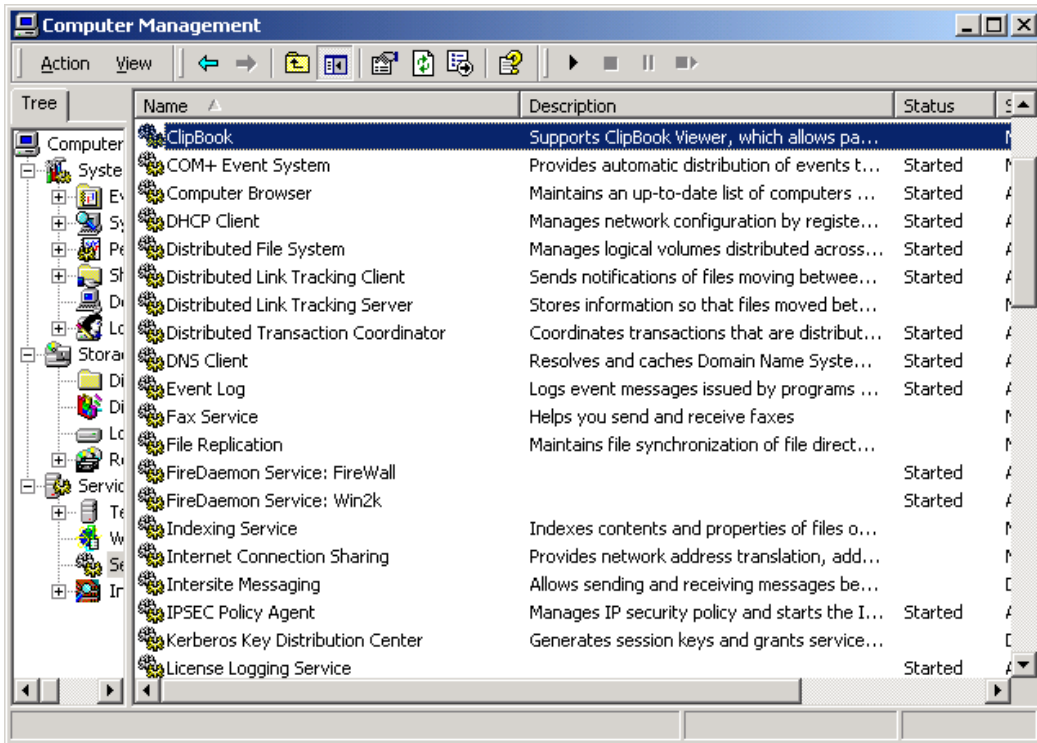 Computer Management
Action View
Tree
Name Description Status
Computer
Syste
Storag
Servic
ClipBook Supports ClipBook Viewer, which allows pa...
COM+ Event System Provides automatic distribution of events t... Started
Computer Browser Maintains an up-to-date list of computers ... Started
DHCP Client Manages network configuration by registe... Started
Distributed File System Manages logical volumes distributed across... Started
Distributed Link Tracking Client Sends notifications of files moving betwee... Started
Distributed Link Tracking Server Stores information so that files moved bet...
Distributed Transaction Coordinator Coordinates transactions that are distribut... Started
DNS Client Resolves and caches Domain Name Syste... Started
Event Log Logs event messages issued by programs ... Started
Fax Service Helps you send and receive faxes
File Replication Maintains file synchronization of file direct...
FireDaemon Service: FireWall Started
FireDaemon Service: Win2k Started
Indexing Service Indexes contents and properties of files o...
Internet Connection Sharing Provides network address translation, add...
Intersite Messaging Allows sending and receiving messages be...
IPSEC Policy Agent Manages IP security policy and starts the I... Started
Kerberos Key Distribution Center Generates session keys and grants service...
License Logging Service Started